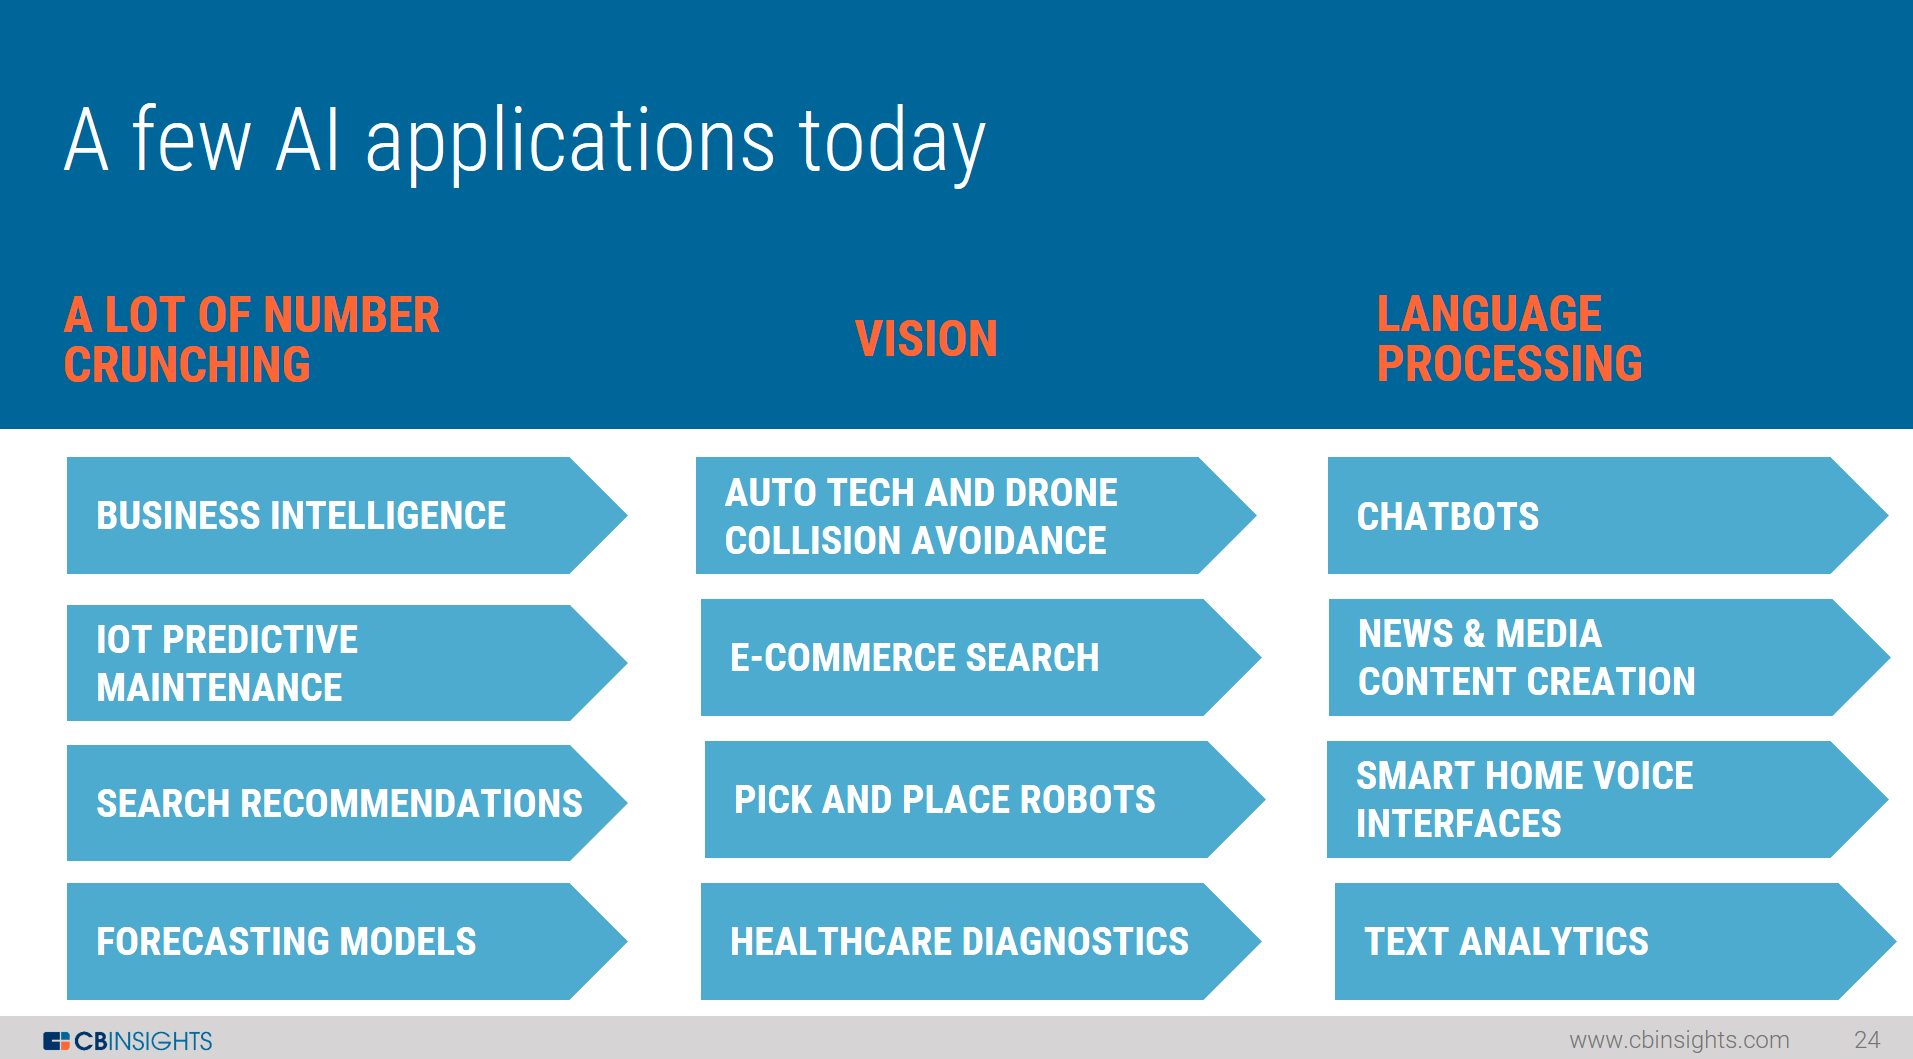 A few AI applications today
A LOT OF NUMBER
CRUNCHING
VISION
LANGUAGE
PROCESSING
BUSINESS INTELLIGENCE
IOT PREDICTIVE
MAINTENANCE
SEARCH RECOMMENDATIONS
FORECASTING MODELS
AUTO TECH AND DRONE
COLLISION AVOIDANCE
E-COMMERCE SEARCH
PICK AND PLACE ROBOTS
HEALTHCARE DIAGNOSTICS
CHATBOTS
NEWS & MEDIA
CONTENT CREATION
SMART HOME VOICE
INTERFACES
TEXT ANALYTICS
CBINSIGHTS
www.cbinsights.com
24